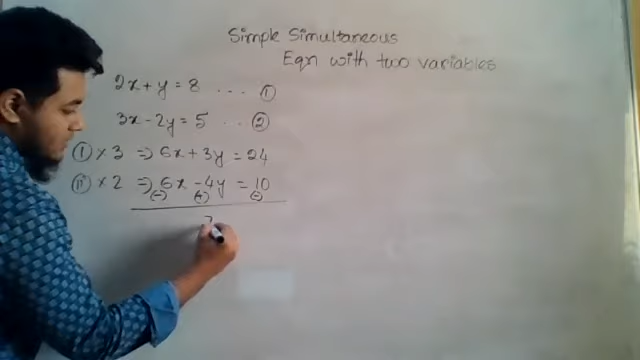 Simple Simultaneous
Eqn with two variables
2x + y = 8 ... ①
3x - 2y = 5 .. ②
① × 3 => 6x + 3y = 24
② × 2 => 6x - 4y = 10
(-) (+) (-)
7